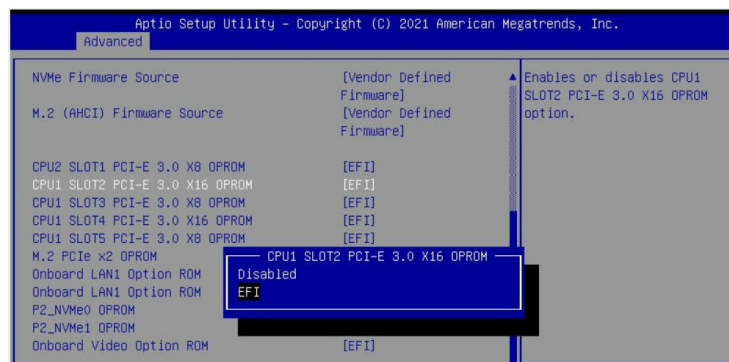 Aptio Setup Utility – Copyright (C) 2021 American Megatrends, Inc.
Advanced
NVMe Firmware Source [Vendor Defined
Firmware]
M.2 (AHCI) Firmware Source [Vendor Defined
Firmware]
CPU2 SLOT1 PCI-E 3.0 X8 OPROM [EFI]
CPU1 SLOT2 PCI-E 3.0 X16 OPROM [EFI]
CPU1 SLOT3 PCI-E 3.0 X8 OPROM [EFI]
CPU1 SLOT4 PCI-E 3.0 X16 OPROM [EFI]
CPU1 SLOT5 PCI-E 3.0 X8 OPROM [EFI]
M.2 PCIe x2 OPROM
Onboard LAN1 Option ROM
Onboard LAN1 Option ROM
P2_NVMe0 OPROM
P2_NVMe1 OPROM
Onboard Video Option ROM [EFI]
CPU1 SLOT2 PCI-E 3.0 X16 OPROM
Disabled
EFI
Enables or disables CPU1
SLOT2 PCI-E 3.0 X16 OPROM
option.